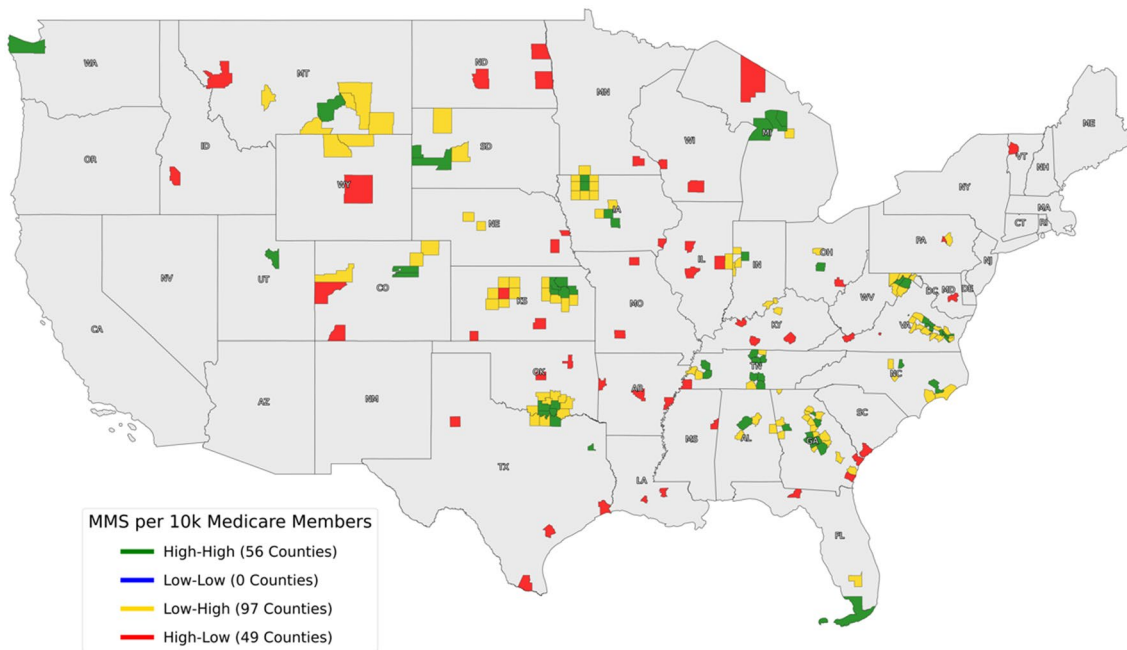 WA
MT
ND
MN
ME
OR
ID
SD
WI
MI
VT
NH
NY
WY
MA
CT
RI
NE
IA
PA
NJ
NV
UT
CO
IL
IN
OH
DC
MD
DE
WV
CA
KS
MO
KY
VA
AZ
NM
OK
AR
TN
NC
MS
AL
GA
SC
TX
LA
FL
MMS per 10k Medicare Members
High-High (56 Counties)
Low-Low (0 Counties)
Low-High (97 Counties)
High-Low (49 Counties)